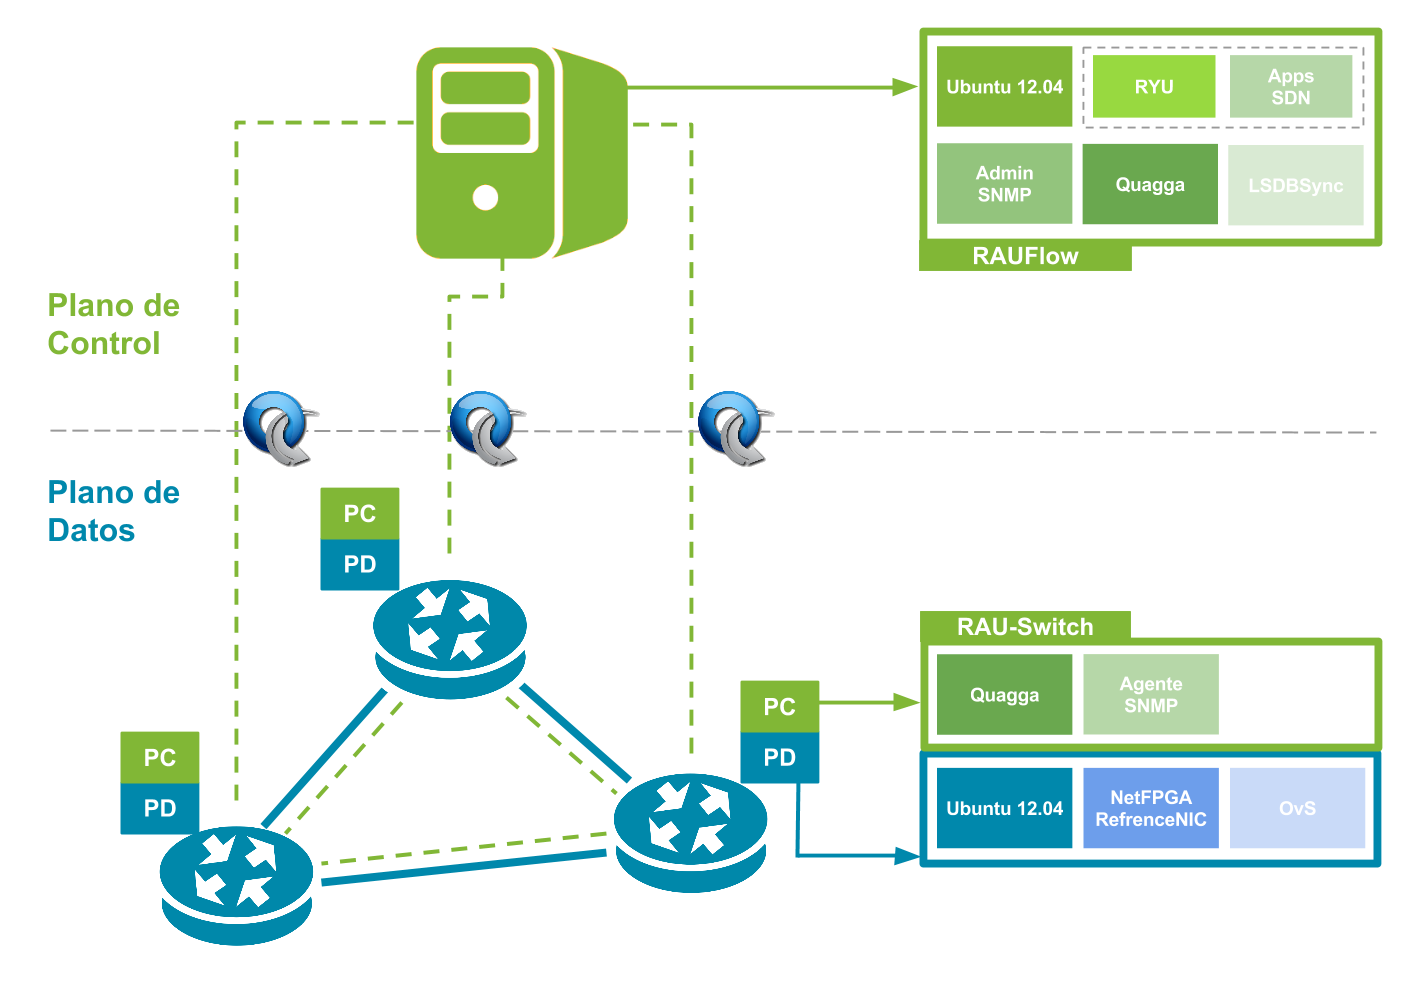 Ubuntu 12.04
RYU
Apps
SDN
Admin
SNMP
Quagga
LSDBSync
RAUFlow
Plano de
Control
Plano de
Datos
PC
PD
RAU-Switch
PC
PD
Quagga
Agente
SNMP
PC
PD
Ubuntu 12.04
NetFPGA
RefrenceNIC
OvS